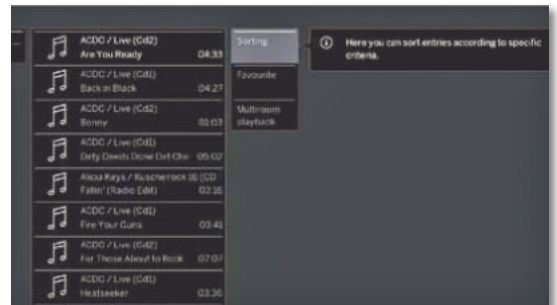 ACDC / Live (Cd2)
Are You Ready 04:33
ACDC / Live (Cd1)
Back in Black 04:27
ACDC / Live (Cd2)
Bonny 01:03
ACDC / Live (Cd1)
Dirty Deeds Done Dirt Che 05:02
Alicia Keys / Kuschelrock 16 (CD
Fallin' (Radio Edit) 03:16
ACDC / Live (Cd1)
Fire Your Guns 03:41
ACDC / Live (Cd2)
For Those About to Rock 07:07
ACDC / Live (Cd1)
Heatseeker 03:36
Sorting
Favourite
Multiroom
playback
Here you can sort entries according to specific
criteria.